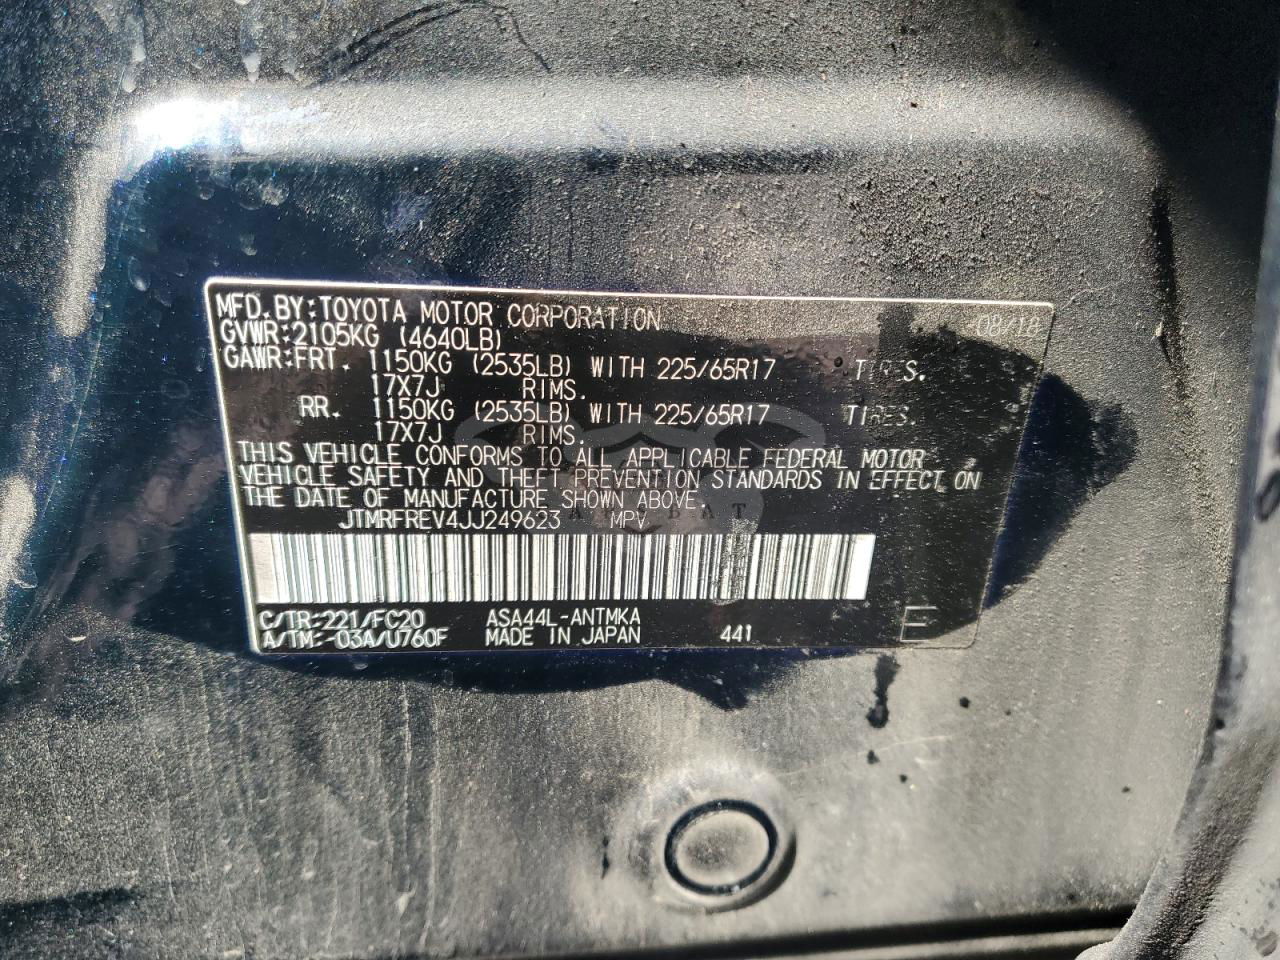 MFD. BY: TOYOTA MOTOR CORPORATION 08/18
GVWR: 2105KG (4640LB)
GAWR: FRT. 1150KG (2535LB) WITH 225/65R17 TIRES.
17X7J RIMS.
RR. 1150KG (2535LB) WITH 225/65R17 TIRES.
17X7J RIMS.
THIS VEHICLE CONFORMS TO ALL APPLICABLE FEDERAL MOTOR
VEHICLE SAFETY AND THEFT PREVENTION STANDARDS IN EFFECT ON
THE DATE OF MANUFACTURE SHOWN ABOVE.
JTMRFREV4JJ249623 MPV
C/TR: 221/FC20 ASA44L-ANTMKA
A/TM: -03A/U760F MADE IN JAPAN 441 E